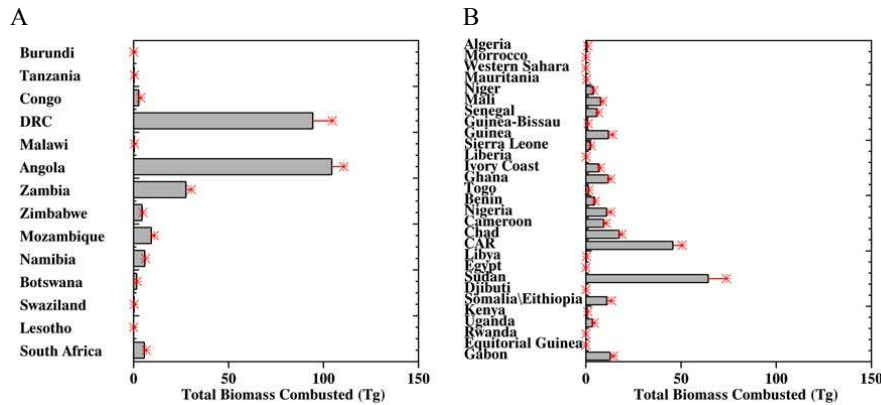 A
Burundi
Tanzania
Congo
DRC
Malawi
Angola
Zambia
Zimbabwe
Mozambique
Namibia
Botswana
Swaziland
Lesotho
South Africa
0 50 100 150
Total Biomass Combusted (Tg)
B
Algeria
Morrocco
Western Sahara
Mauritania
Niger
Mali
Senegal
Guinea-Bissau
Guinea
Sierra Leone
Liberia
Ivory Coast
Ghana
Togo
Benin
Nigeria
Cameroon
Chad
CAR
Libya
Egypt
Sudan
Djibuti
Somalia\Eithiopia
Kenya
Uganda
Rwanda
Equitorial Guinea
Gabon
0 50 100 150
Total Biomass Combusted (Tg)